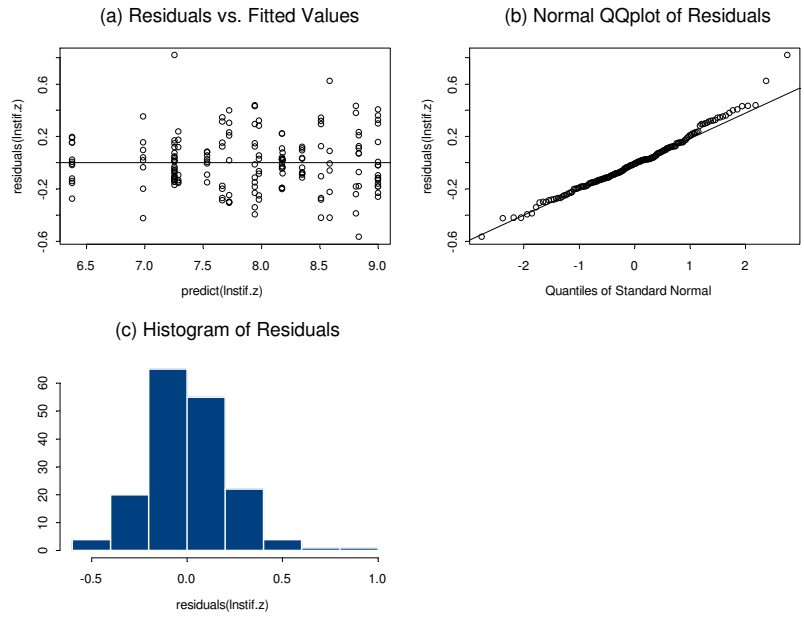 (a) Residuals vs. Fitted Values
residuals(lnstif.z)
0.6
0.2
-0.2
-0.6
6.5 7.0 7.5 8.0 8.5 9.0
predict(lnstif.z)
(b) Normal QQplot of Residuals
residuals(lnstif.z)
0.6
0.2
-0.2
-0.6
-2 -1 0 1 2
Quantiles of Standard Normal
(c) Histogram of Residuals
60
50
40
30
20
10
0
-0.5 0.0 0.5 1.0
residuals(lnstif.z)